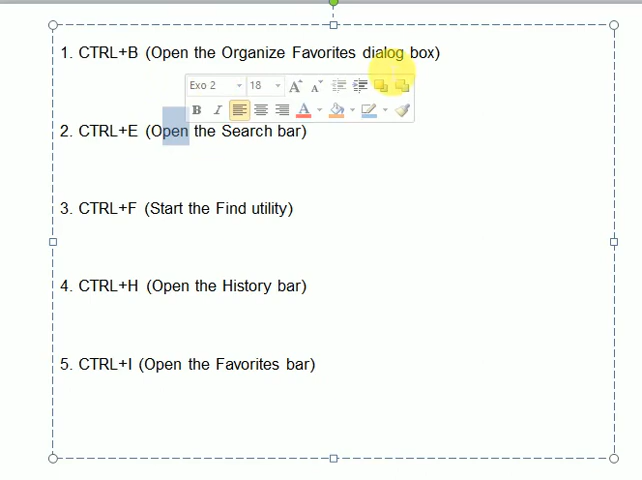 1. CTRL+B (Open the Organize Favorites dialog box)
Exo 2 18 A A
B I A
2. CTRL+E (Open the Search bar)
3. CTRL+F (Start the Find utility)
4. CTRL+H (Open the History bar)
5. CTRL+I (Open the Favorites bar)